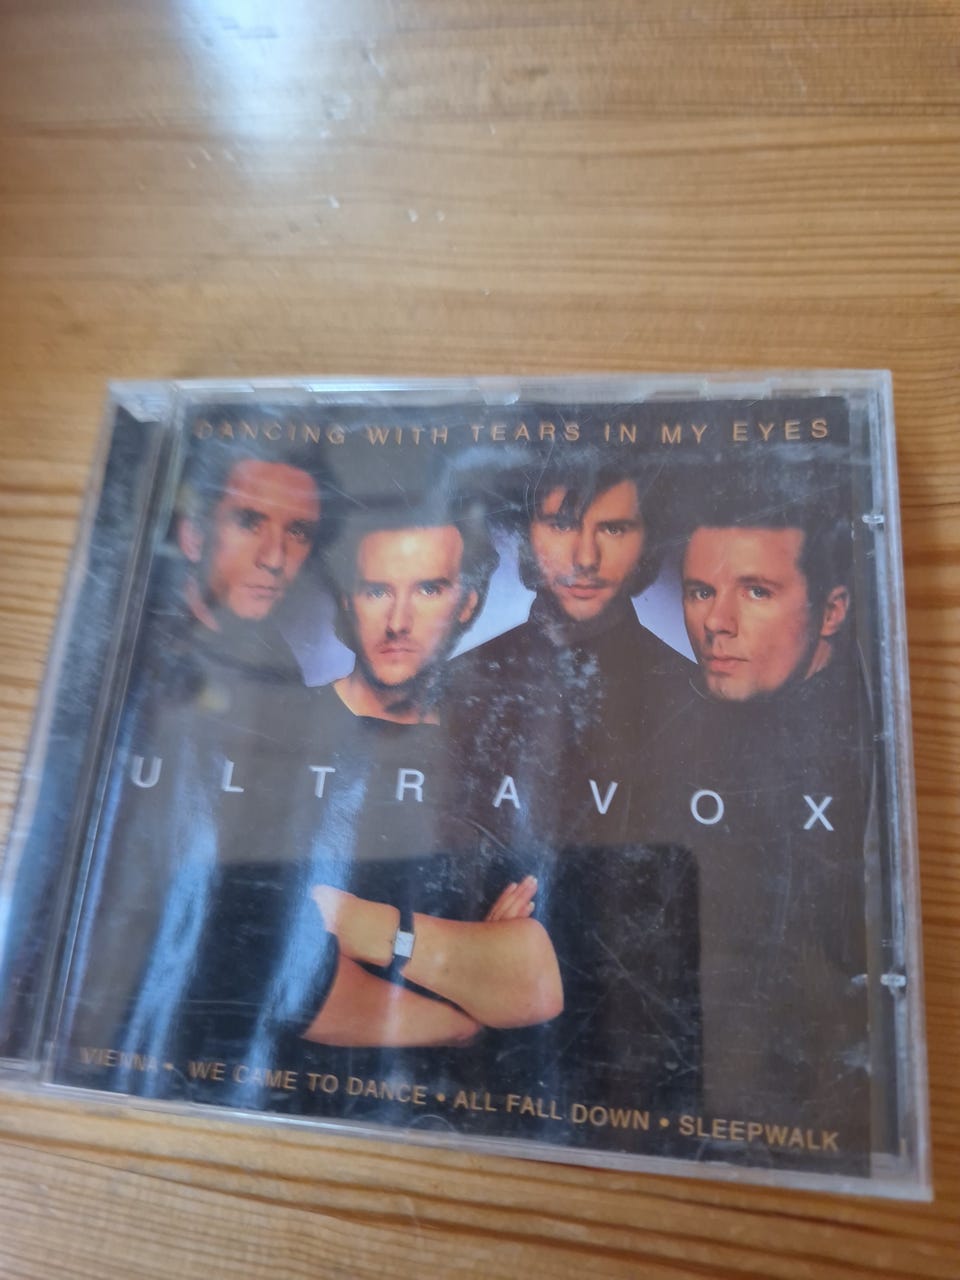 DANCING WITH TEARS IN MY EYES
ULTRAVOX
VIENNA • WE CAME TO DANCE • ALL FALL DOWN • SLEEPWALK